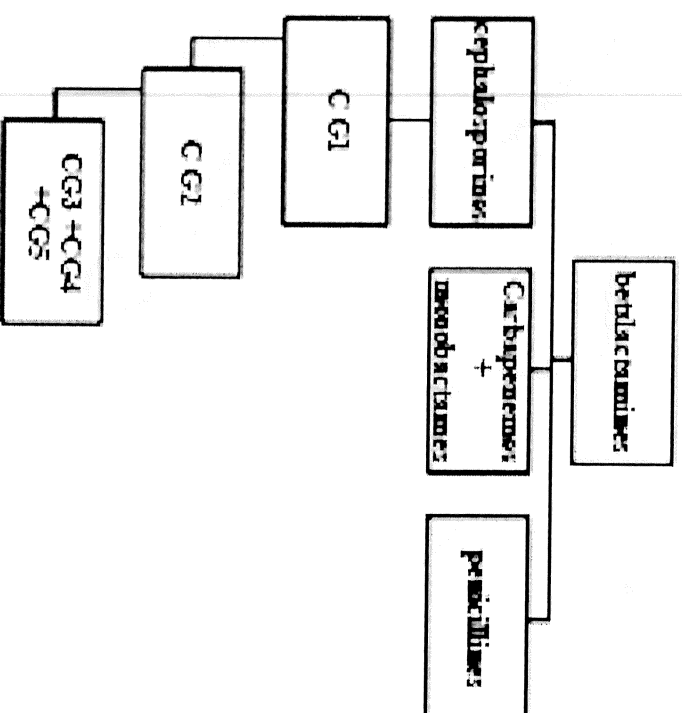 betalactamines
cephalosporines
Carbapenemes
+
monobactames
penicillines
C G1
C G2
CG3 +CG4
+CG5